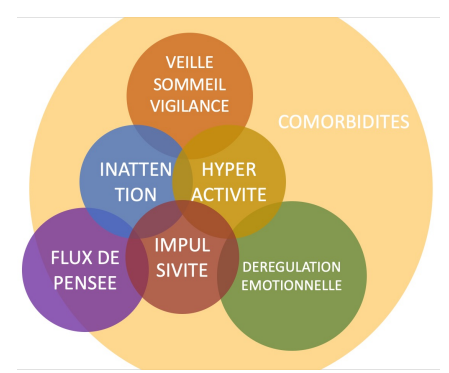 VEILLE
SOMMEIL
VIGILANCE
COMORBIDITES
INATTEN
TION
HYPER
ACTIVITE
FLUX DE
PENSEE
IMPUL
SIVITE
DEREGULATION
EMOTIONNELLE